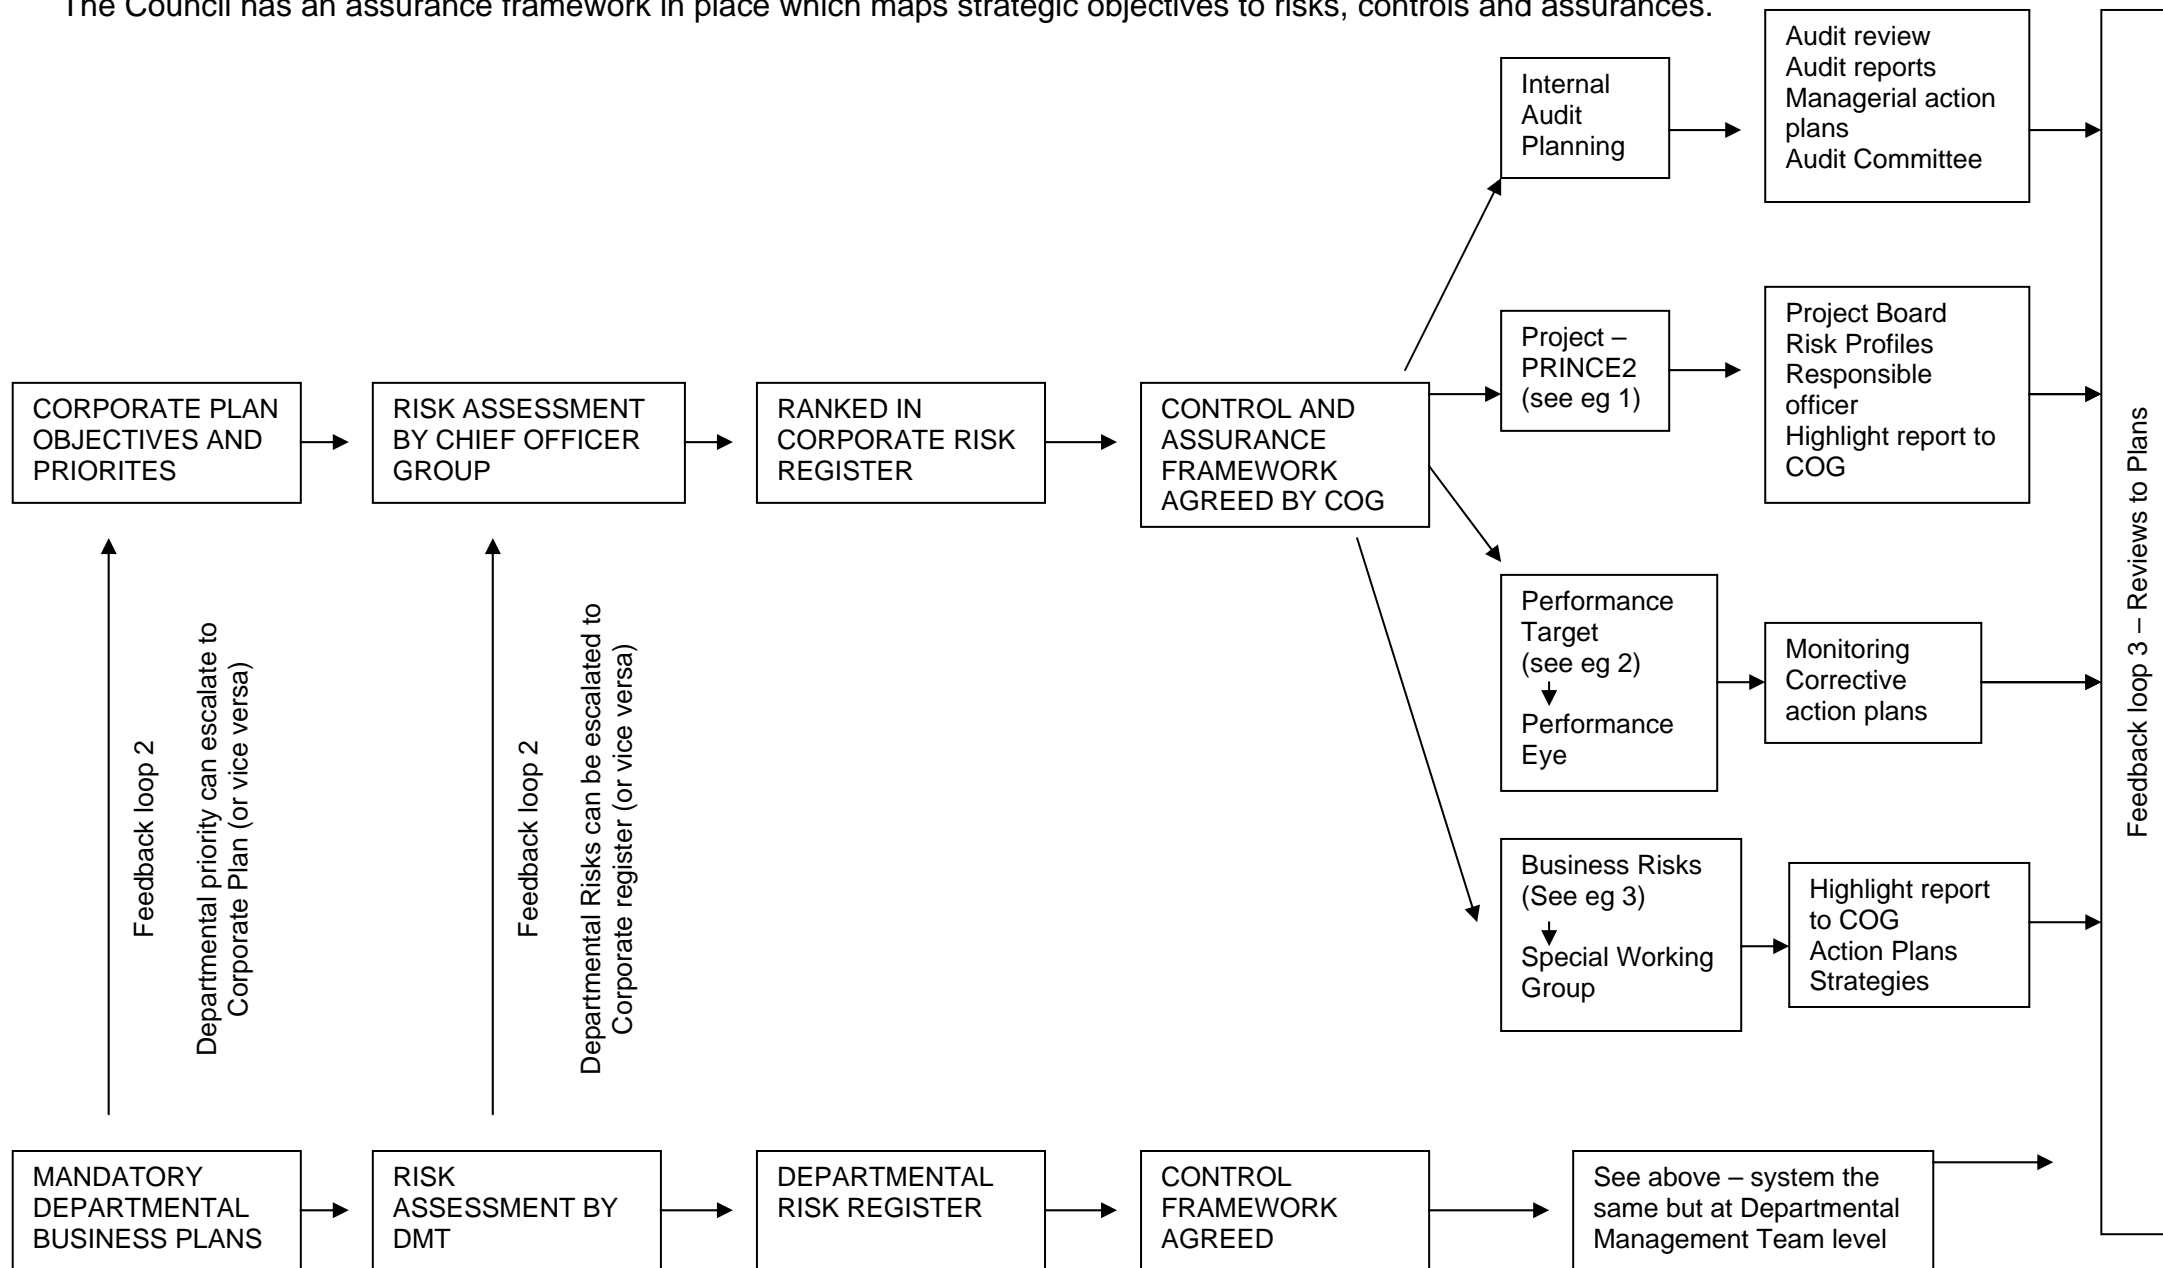 The Council has an assurance framework in place which maps strategic objectives to risks, controls and assurances.
Internal
Audit
Planning
Audit review
Audit reports
Managerial action
plans
Audit Committee
Project –
PRINCE2
(see eg 1)
Project Board
Risk Profiles
Responsible
officer
Highlight report to
COG
CORPORATE PLAN
OBJECTIVES AND
PRIORITES
RISK ASSESSMENT
BY CHIEF OFFICER
GROUP
RANKED IN
CORPORATE RISK
REGISTER
CONTROL AND
ASSURANCE
FRAMEWORK
AGREED BY COG
Performance
Target
(see eg 2)
Performance
Eye
Monitoring
Corrective
action plans
Business Risks
(See eg 3)
Special Working
Group
Highlight report
to COG
Action Plans
Strategies
Feedback loop 3 – Reviews to Plans
Feedback loop 2
Departmental priority can escalate to
Corporate Plan (or vice versa)
Feedback loop 2
Departmental Risks can be escalated to
Corporate register (or vice versa)
MANDATORY
DEPARTMENTAL
BUSINESS PLANS
RISK
ASSESSMENT BY
DMT
DEPARTMENTAL
RISK REGISTER
CONTROL
FRAMEWORK
AGREED
See above – system the
same but at Departmental
Management Team level